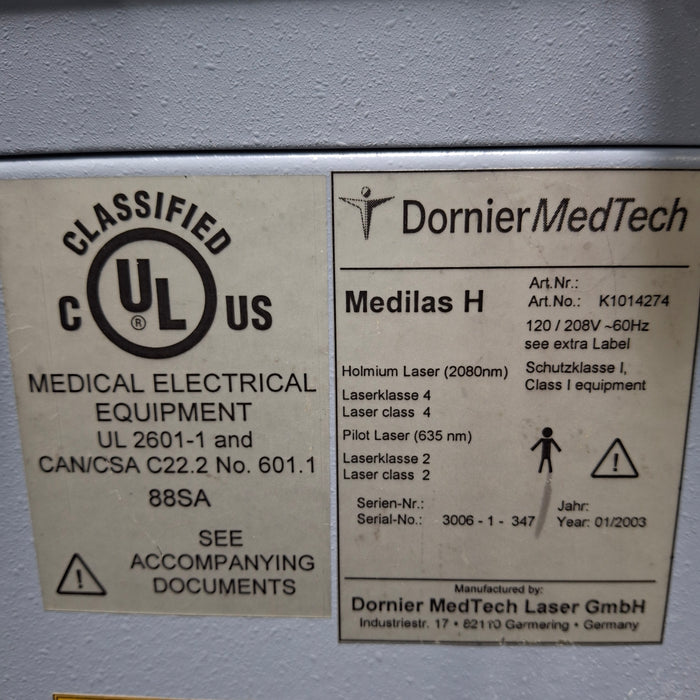 CLASSIFIED
C UL ® US
MEDICAL ELECTRICAL
EQUIPMENT
UL 2601-1 and
CAN/CSA C22.2 No. 601.1
88SA
SEE
ACCOMPANYING
DOCUMENTS
DornierMedTech
Medilas H
Art.Nr.:
Art.No.: K1014274
120 / 208V ~60Hz
see extra Label
Holmium Laser (2080nm)
Schutzklasse I,
Class I equipment
Laserklasse 4
Laser class 4
Pilot Laser (635 nm)
Laserklasse 2
Laser class 2
Serien-Nr.:
Serial-No.: 3006 - 1 - 347
Jahr:
Year: 01/2003
Manufactured by:
Dornier MedTech Laser GmbH
Industriestr. 17 • 82110 Germering • Germany